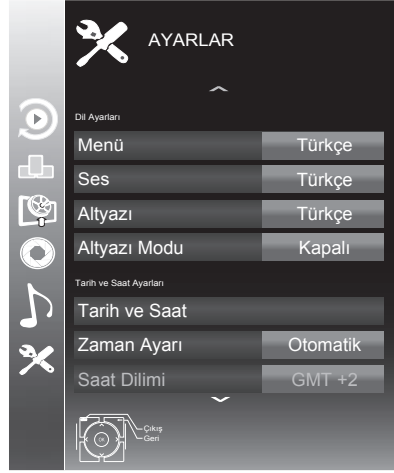 AYARLAR
Dil Ayarları
Menü Türkçe
Ses Türkçe
Altyazı Türkçe
Altyazı Modu Kapalı
Tarih ve Saat Ayarları
Tarih ve Saat
Zaman Ayarı Otomatik
Saat Dilimi GMT +2
OK
Çıkış
Geri